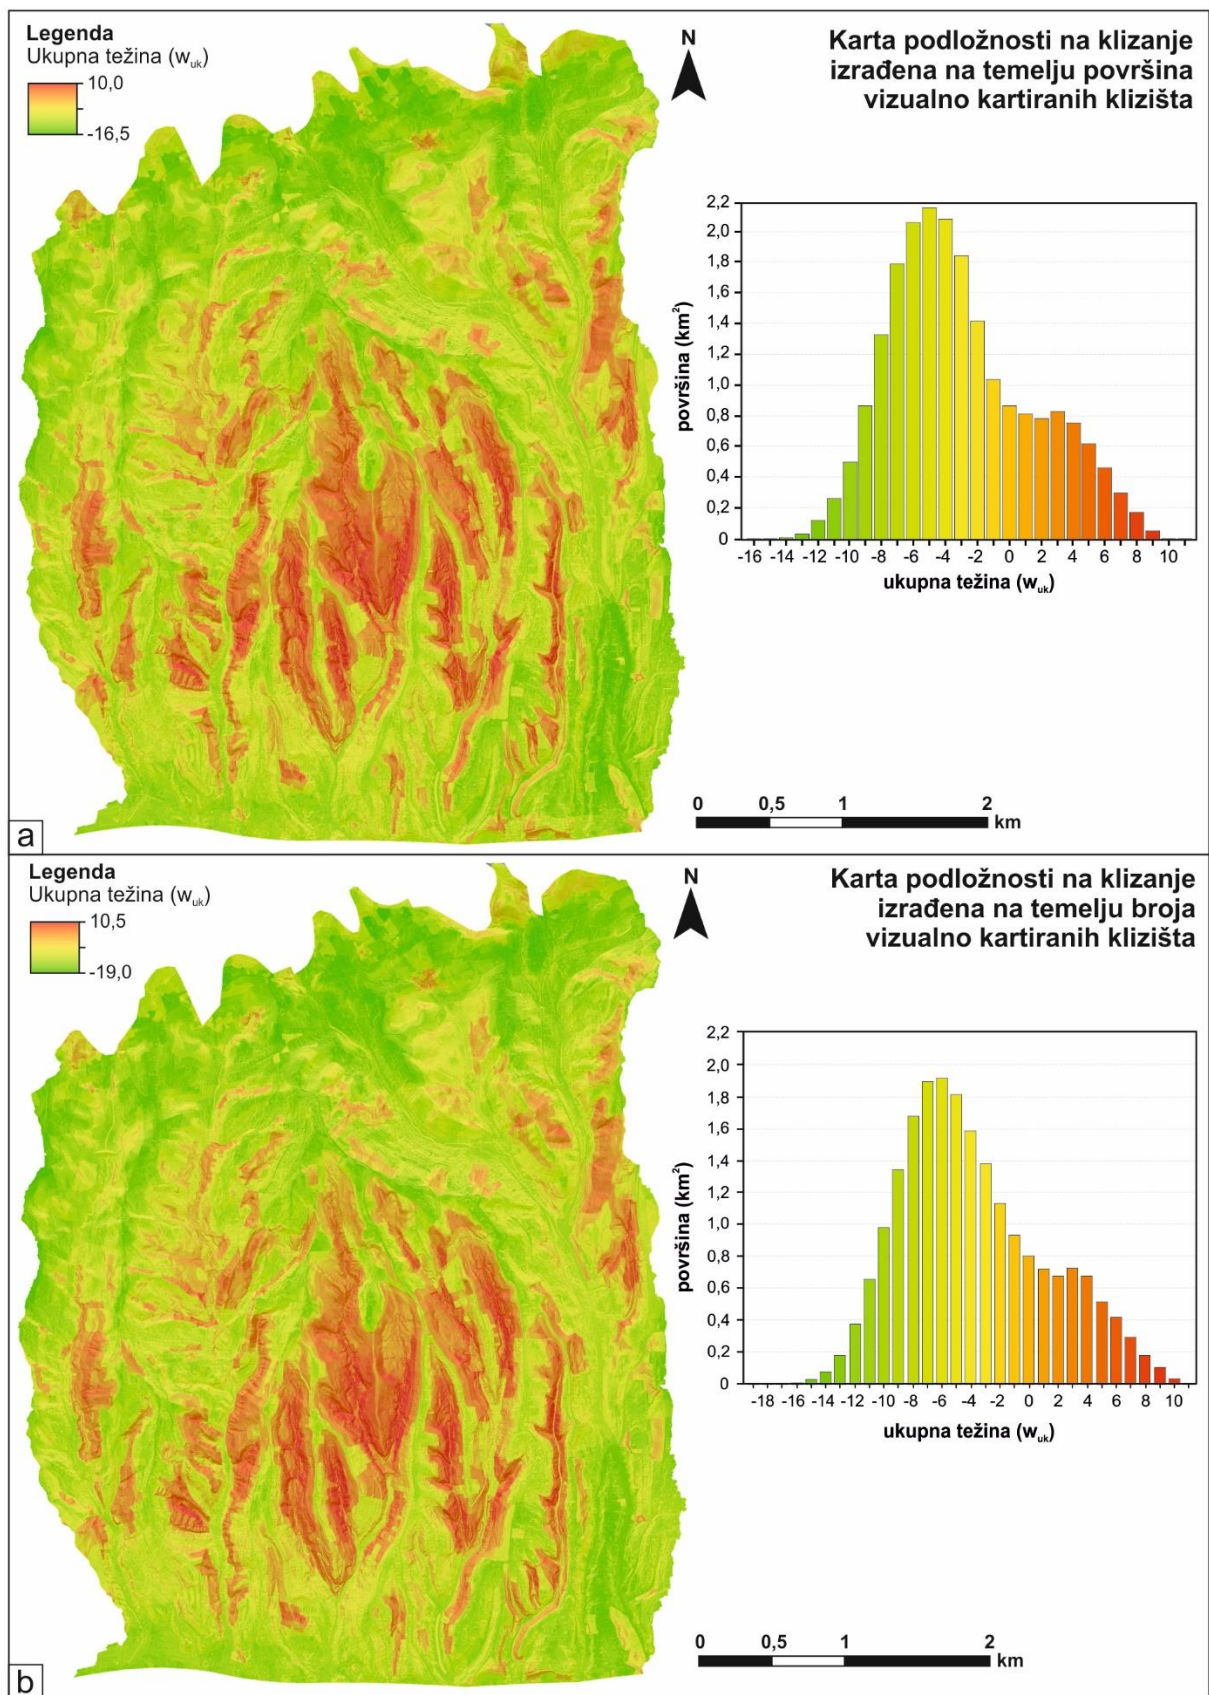 Legenda
Ukupna težina (wuk)
10,0
-16,5
N
Karta podložnosti na klizanje
izrađena na temelju površina
vizualno kartiranih klizišta
2,2
2,0
1,8
1,6
1,4
1,2
1,0
0,8
0,6
0,4
0,2
0
površina (km²)
-16 -14 -12 -10 -8 -6 -4 -2 0 2 4 6 8 10
ukupna težina (wuk)
0 0,5 1 2
km
a
Legenda
Ukupna težina (wuk)
10,5
-19,0
N
Karta podložnosti na klizanje
izrađena na temelju broja
vizualno kartiranih klizišta
2,2
2,0
1,8
1,6
1,4
1,2
1,0
0,8
0,6
0,4
0,2
0
površina (km²)
-18 -16 -14 -12 -10 -8 -6 -4 -2 0 2 4 6 8 10
ukupna težina (wuk)
0 0,5 1 2
km
b